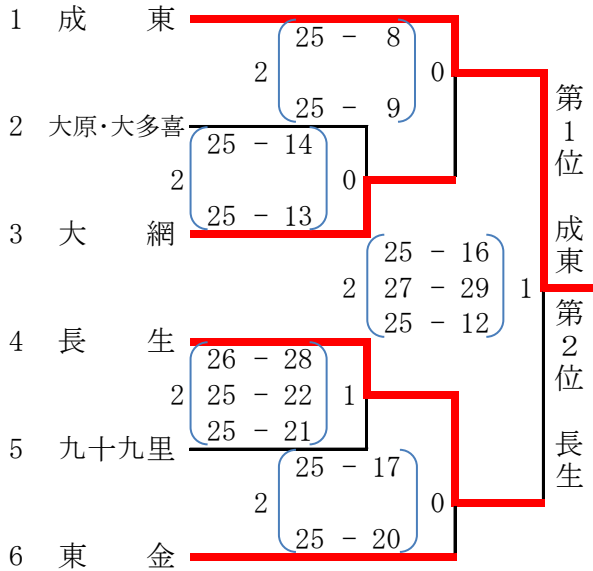 1 成 東
25 - 8
2 0
25 - 9
2 大原・大多喜
25 - 14
2 0
25 - 13
3 大 網
25 - 16
2 27 - 29 1
25 - 12
4 長 生
26 - 28
2 25 - 22 1
25 - 21
5 九十九里
25 - 17
2 0
25 - 20
6 東 金
第1位 成東
第2位 長生